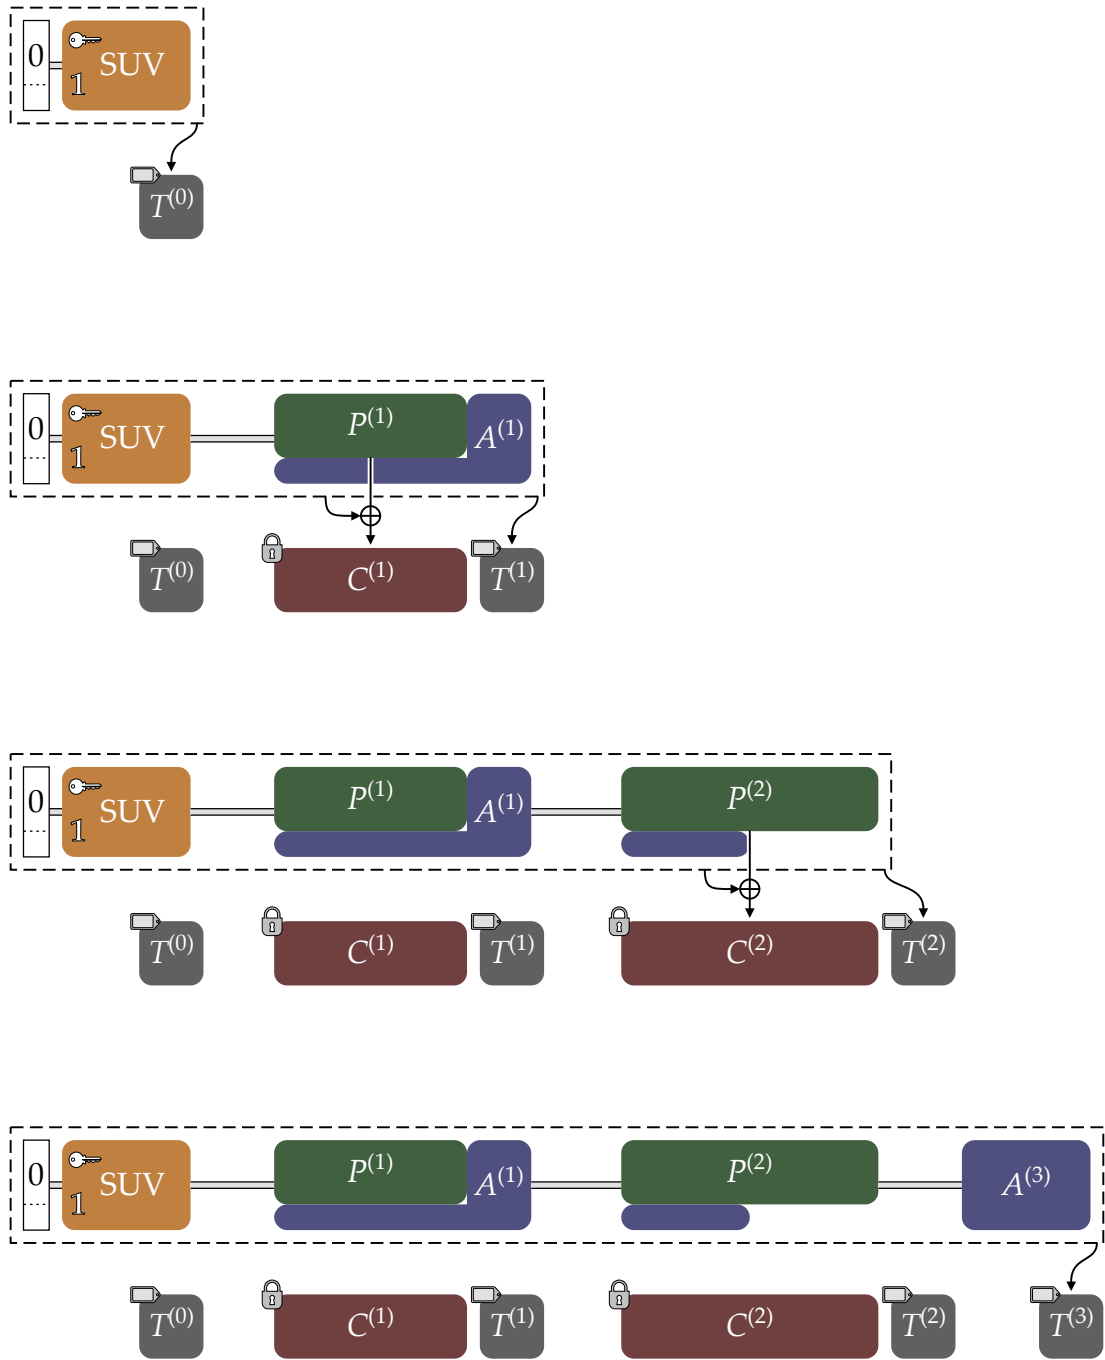 0 1 SUV
T^(0)
0 1 SUV P^(1) A^(1)
T^(0) C^(1) T^(1)
0 1 SUV P^(1) A^(1) P^(2)
T^(0) C^(1) T^(1) C^(2) T^(2)
0 1 SUV P^(1) A^(1) P^(2) A^(3)
T^(0) C^(1) T^(1) C^(2) T^(2) T^(3)